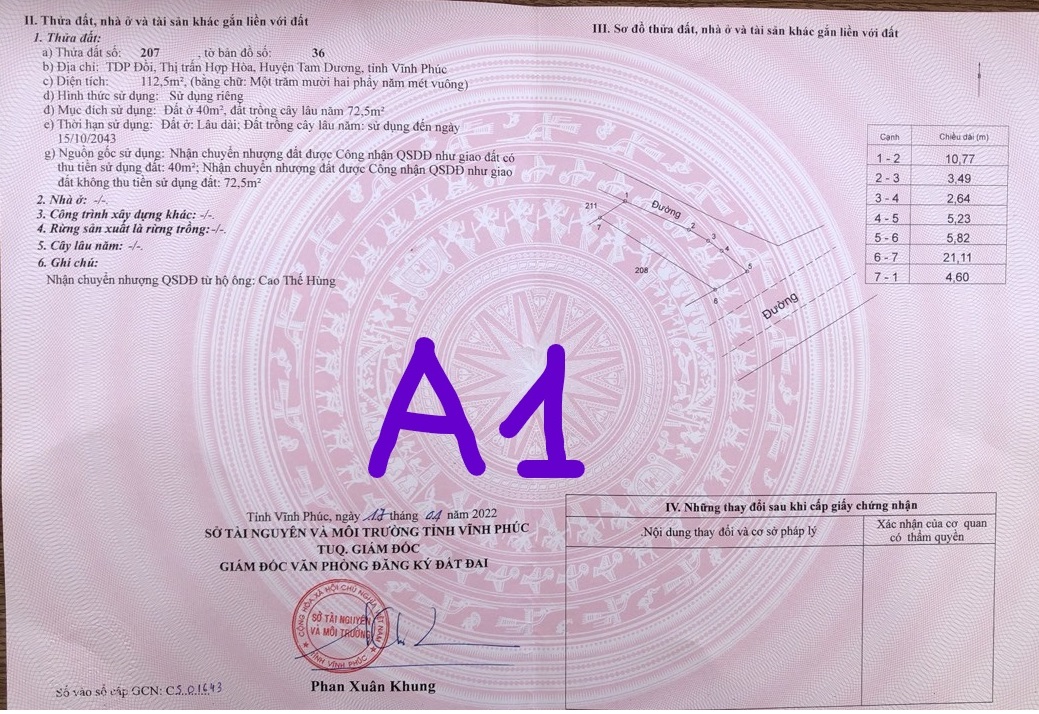 II. Thửa đất, nhà ở và tài sản khác gắn liền với đất
1. Thửa đất:
a) Thửa đất số: 207 , tờ bản đồ số: 36
b) Địa chỉ: TDP Đồi, Thị trấn Hợp Hòa, Huyện Tam Dương, tỉnh Vĩnh Phúc
c) Diện tích: 112,5m², (bằng chữ: Một trăm mười hai phẩy năm mét vuông)
d) Hình thức sử dụng: Sử dụng riêng
đ) Mục đích sử dụng: Đất ở 40m², đất trồng cây lâu năm 72,5m²
e) Thời hạn sử dụng: Đất ở: Lâu dài; Đất trồng cây lâu năm: sử dụng đến ngày
15/10/2043
g) Nguồn gốc sử dụng: Nhận chuyển nhượng đất được Công nhận QSDĐ như giao đất có
thu tiền sử dụng đất: 40m²; Nhận chuyển nhượng đất được Công nhận QSDĐ như giao
đất không thu tiền sử dụng đất: 72,5m²
2. Nhà ở: -/-.
3. Công trình xây dựng khác: -/-.
4. Rừng sản xuất là rừng trồng:-/-.
5. Cây lâu năm: -/-.
6. Ghi chú:
Nhận chuyển nhượng QSDĐ từ hộ ông: Cao Thế Hùng
A1
Tỉnh Vĩnh Phúc, ngày 17 tháng 01 năm 2022
SỞ TÀI NGUYÊN VÀ MÔI TRƯỜNG TỈNH VĨNH PHÚC
TUQ. GIÁM ĐỐC
GIÁM ĐỐC VĂN PHÒNG ĐĂNG KÝ ĐẤT ĐAI
CỘNG HÒA XÃ HỘI CHỦ NGHĨA VIỆT NAM
SỞ TÀI NGUYÊN
VÀ MÔI TRƯỜNG
TỈNH VĨNH PHÚC
Phan Xuân Khung
Số vào sổ cấp GCN: CS.01643
III. Sơ đồ thửa đất, nhà ở và tài sản khác gắn liền với đất
Cạnh Chiều dài (m)
1 - 2 10,77
2 - 3 3,49
3 - 4 2,64
4 - 5 5,23
5 - 6 5,82
6 - 7 21,11
7 - 1 4,60
1
211
Đường
7
2
3
4
208
5
6
Đường
IV. Những thay đổi sau khi cấp giấy chứng nhận
.Nội dung thay đổi và cơ sở pháp lý
Xác nhận của cơ quan
có thẩm quyền